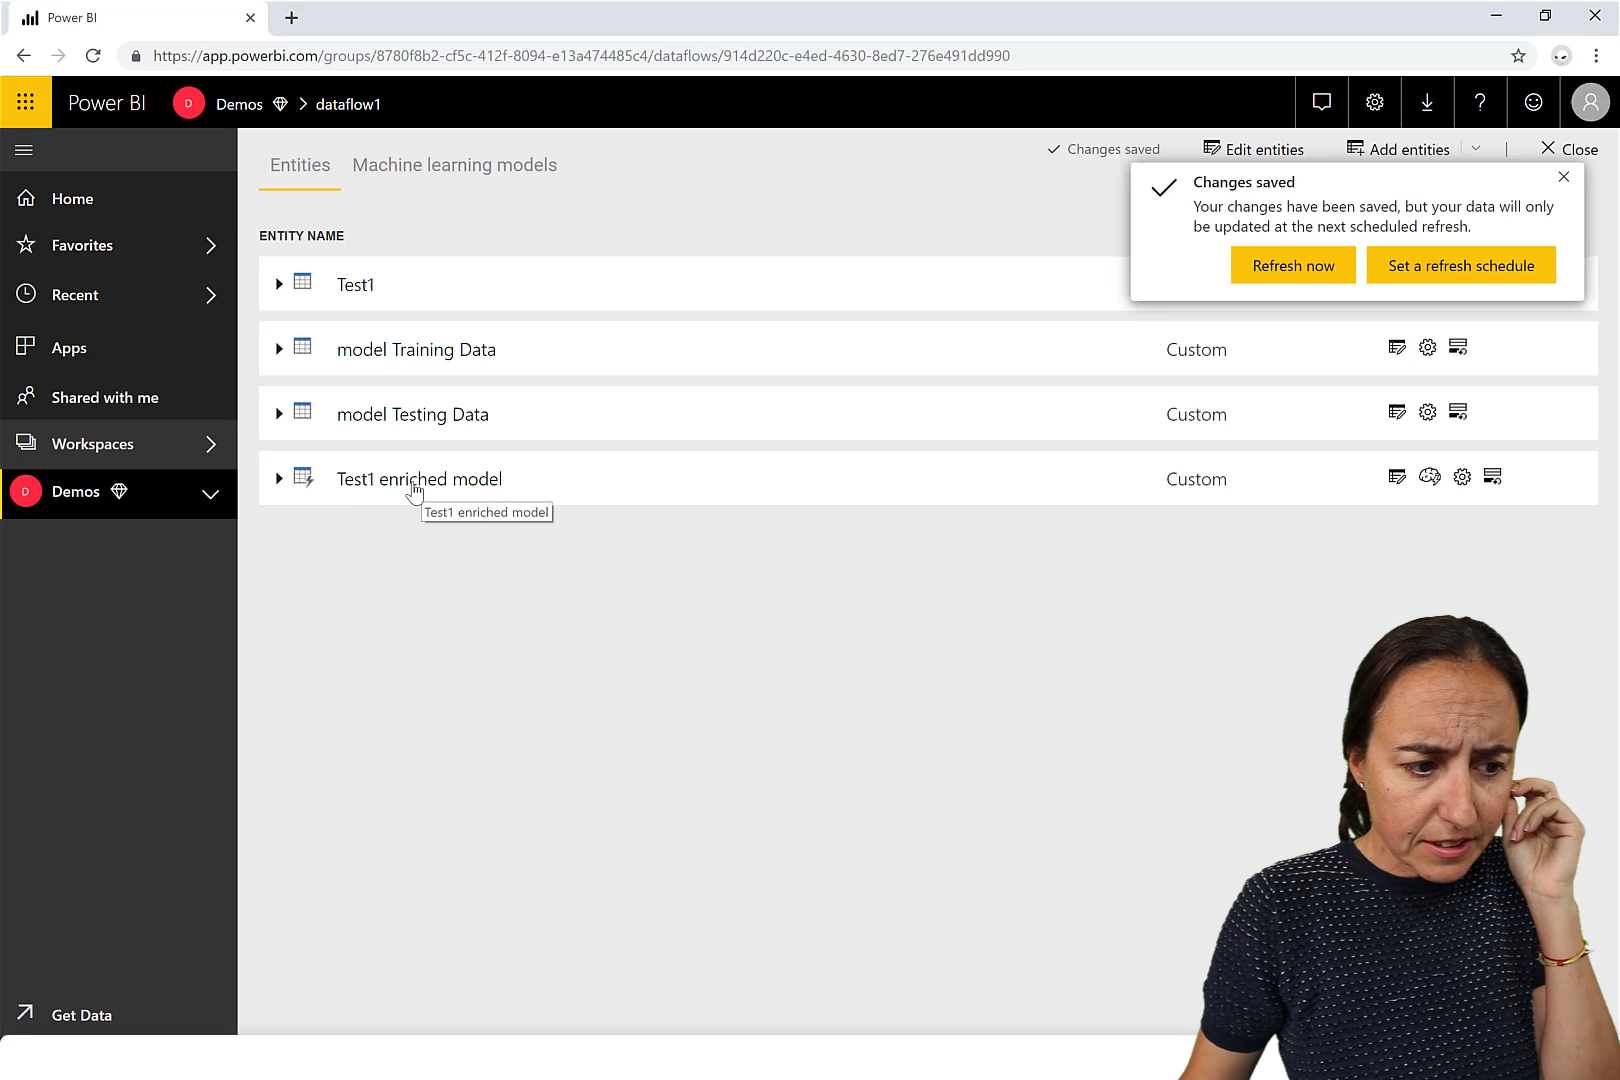 Power BI
https://app.powerbi.com/groups/8780f8b2-cf5c-412f-8094-e13a474485c4/dataflows/914d220c-e4ed-4630-8ed7-276e491dd990
Power BI D Demos > dataflow1
Entities Machine learning models
Changes saved Edit entities Add entities | Close
Changes saved
Your changes have been saved, but your data will only
be updated at the next scheduled refresh.
Refresh now Set a refresh schedule
Home
Favorites
Recent
Apps
Shared with me
Workspaces
D Demos
Get Data
ENTITY NAME
Test1
model Training Data Custom
model Testing Data Custom
Test1 enriched model Custom
Test1 enriched model